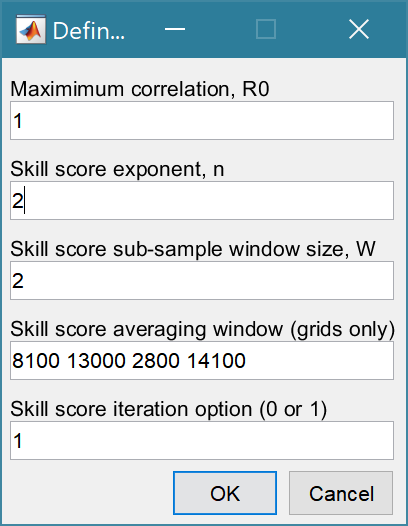 Defin...
Maximimum correlation, R0
1
Skill score exponent, n
2
Skill score sub-sample window size, W
2
Skill score averaging window (grids only)
8100 13000 2800 14100
Skill score iteration option (0 or 1)
1
OK Cancel